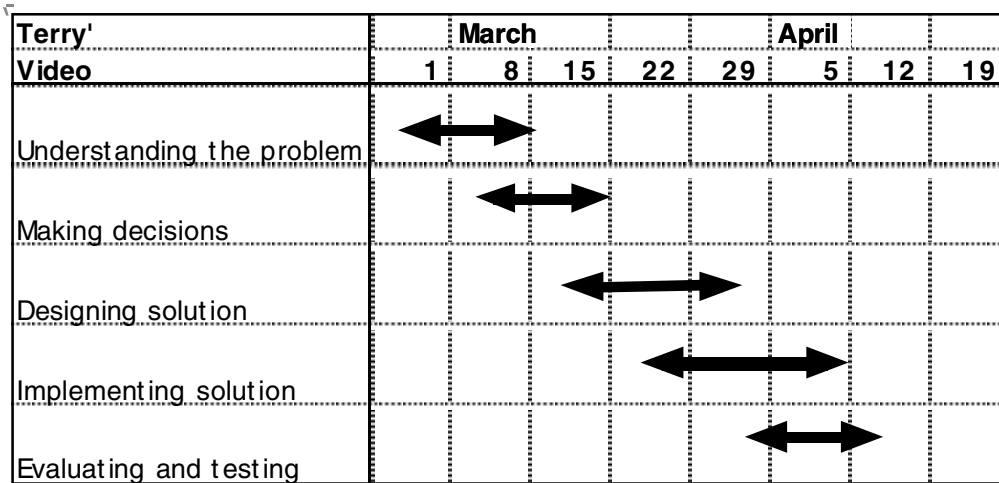 Terry' March April
Video 1 8 15 22 29 5 12 19
Understanding the problem
Making decisions
Designing solution
Implementing solution
Evaluating and testing